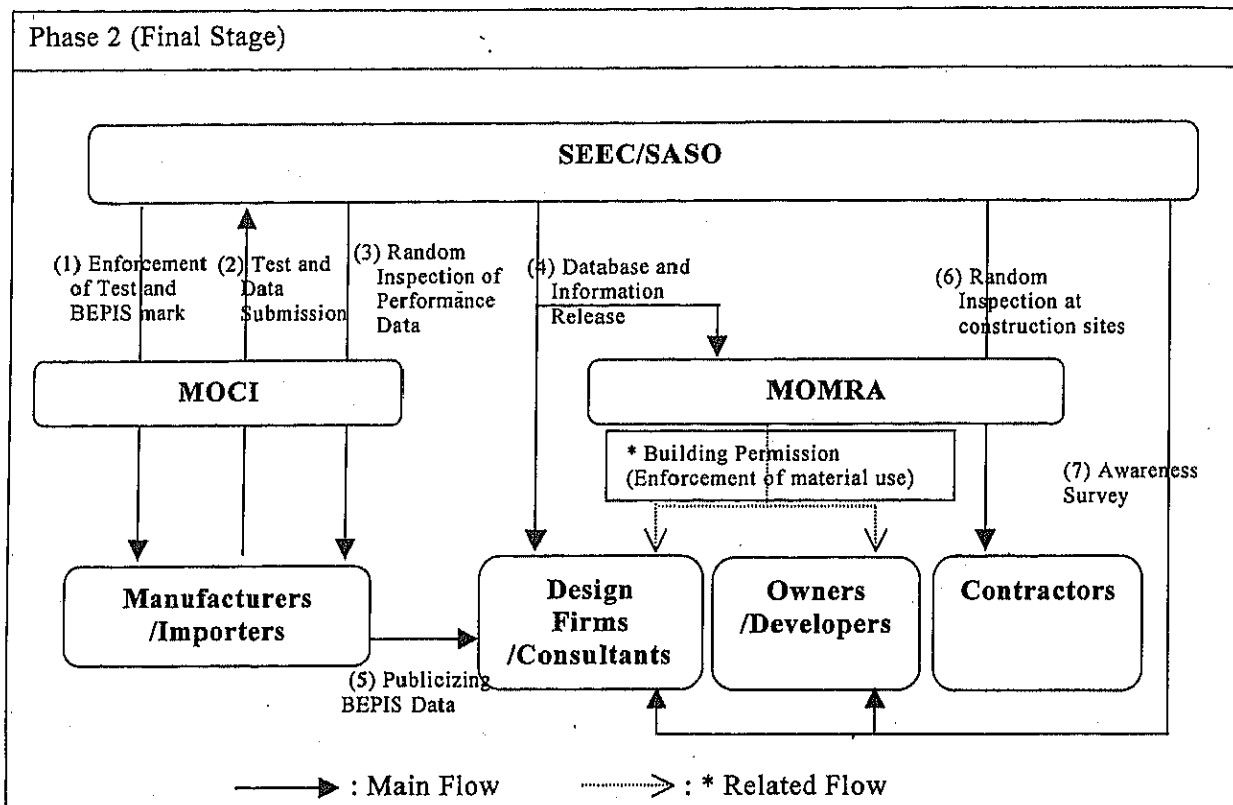 Phase 2 (Final Stage)
SEEC/SASO
(1) Enforcement
of Test and
BEPIS mark
(2) Test and
Data
Submission
(3) Random
Inspection of
Performance
Data
(4) Database and
Information
Release
(6) Random
Inspection at
construction sites
MOCI
MOMRA
* Building Permission
(Enforcement of material use)
(7) Awareness
Survey
Manufacturers
/Importers
Design
Firms
/Consultants
Owners
/Developers
Contractors
(5) Publicizing
BEPIS Data
: Main Flow
: * Related Flow